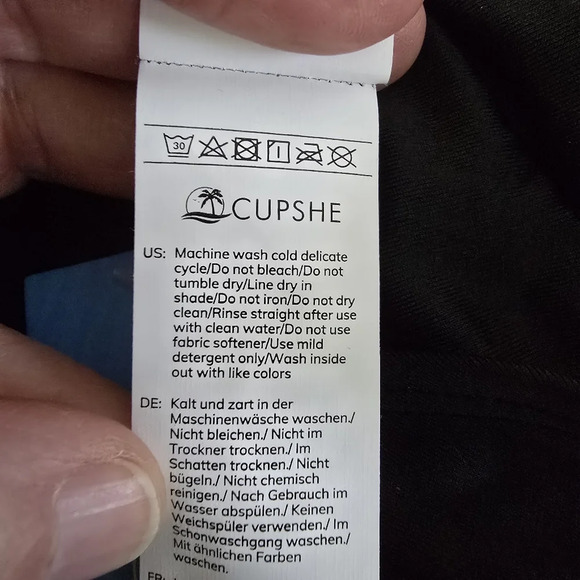 30
CUPSHE
US: Machine wash cold delicate
cycle/Do not bleach/Do not
tumble dry/Line dry in
shade/Do not iron/Do not dry
clean/Rinse straight after use
with clean water/Do not use
fabric softener/Use mild
detergent only/Wash inside
out with like colors
DE: Kalt und zart in der
Maschinenwäsche waschen./
Nicht bleichen./ Nicht im
Trockner trocknen./ Im
Schatten trocknen./ Nicht
bügeln./ Nicht chemisch
reinigen./ Nach Gebrauch im
Wasser abspülen./ Keinen
Weichspüler verwenden./ Im
Schonwaschgang waschen./
Mit ähnlichen Farben
waschen.